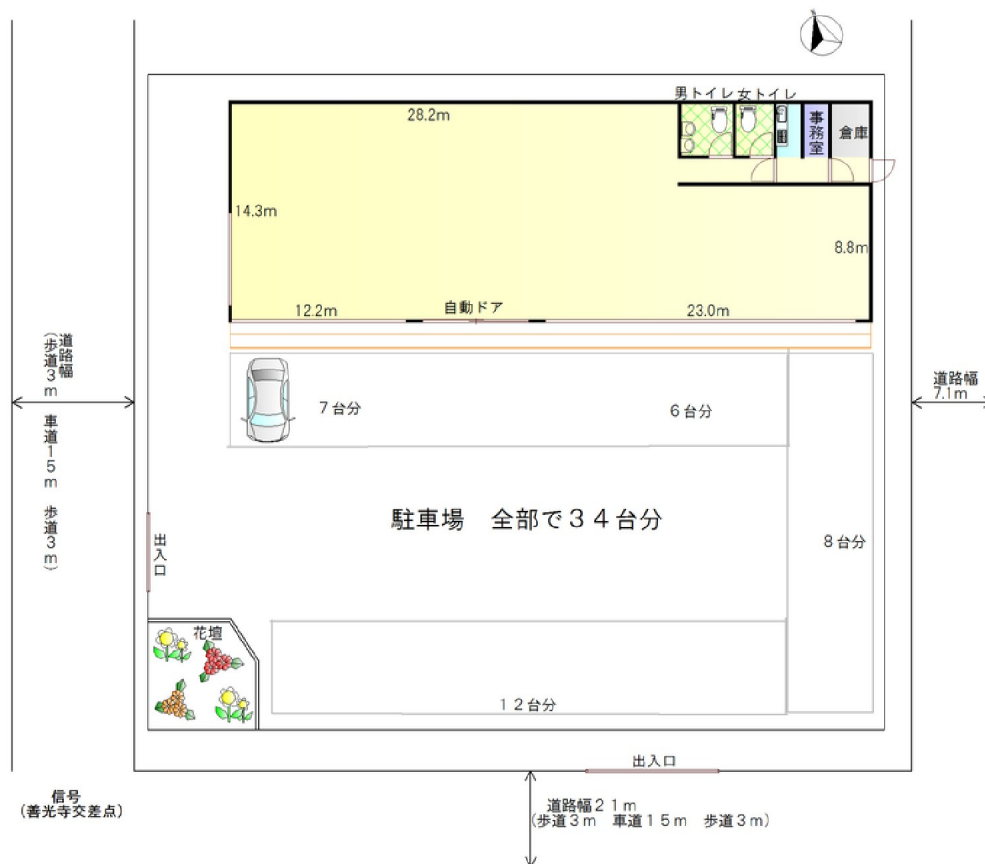 男トイレ
女トイレ
28.2m
事務室
倉庫
14.3m
8.8m
12.2m
自動ドア
23.0m
道路幅
(歩道3m 車道15m 歩道3m)
道路幅
7.1m
7台分
6台分
駐車場 全部で34台分
8台分
出入口
花壇
12台分
出入口
信号
(善光寺交差点)
道路幅21m
(歩道3m 車道15m 歩道3m)